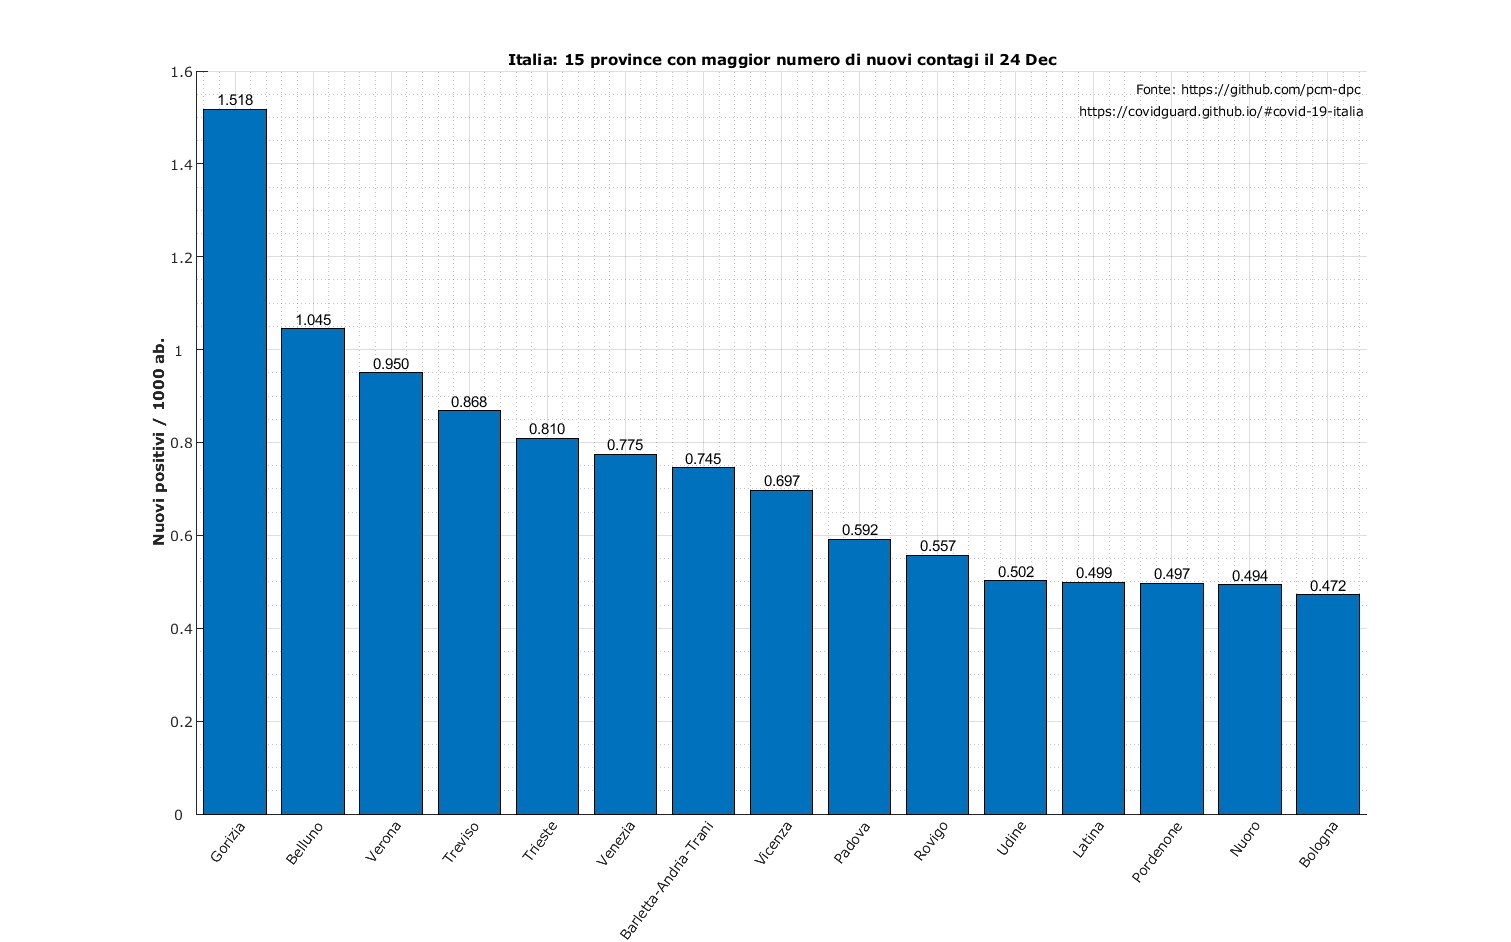 Italia: 15 province con maggior numero di nuovi contagi il 24 Dec
Fonte: https://github.com/pcm-dpc
https://covidguard.github.io/#covid-19-italia
Nuovi positivi / 1000 ab.
1.6
1.4
1.2
1
0.8
0.6
0.4
0.2
0
1.518
1.045
0.950
0.868
0.810
0.775
0.745
0.697
0.592
0.557
0.502
0.499
0.497
0.494
0.472
Gorizia
Belluno
Verona
Treviso
Trieste
Venezia
Barletta-Andria-Trani
Vicenza
Padova
Rovigo
Udine
Latina
Pordenone
Nuoro
Bologna